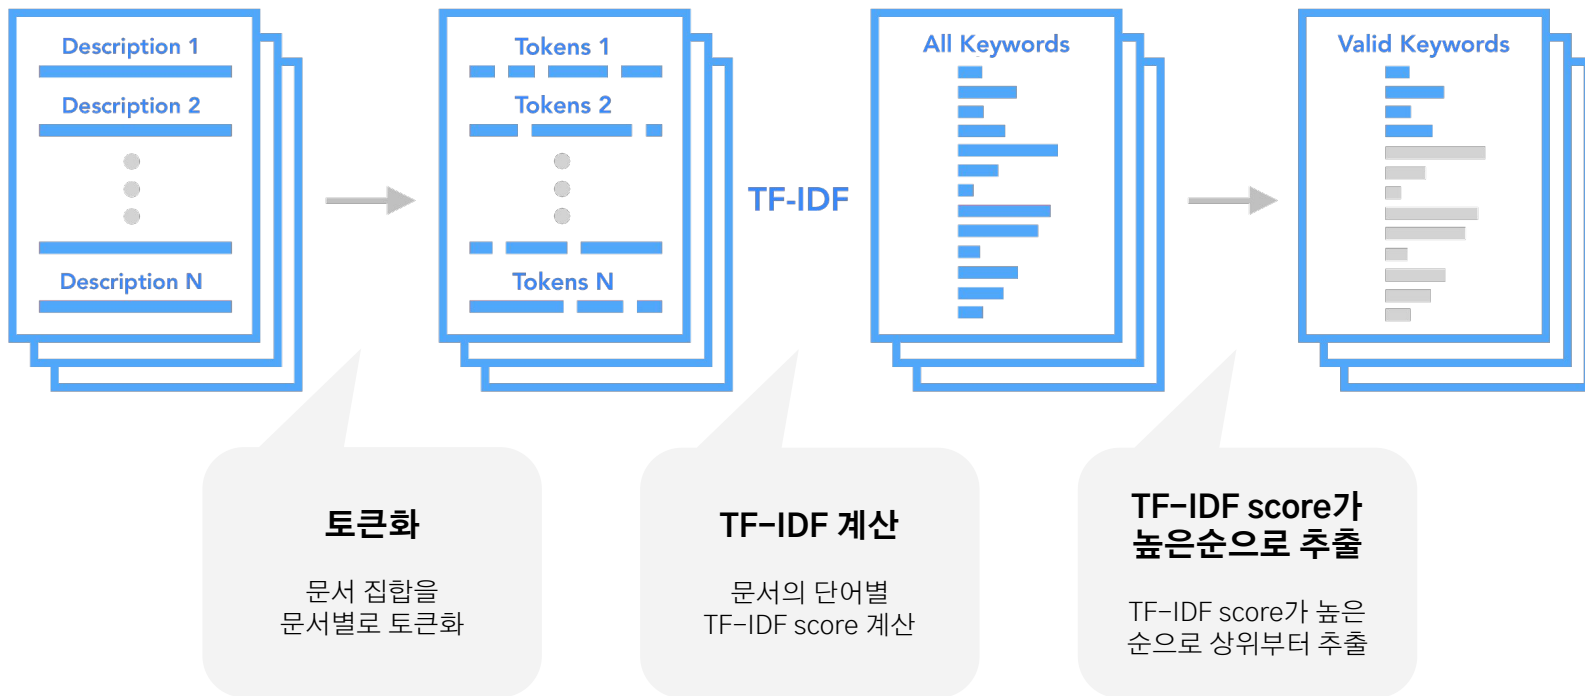 Description 1
Description 2
Description N
Tokens 1
Tokens 2
Tokens N
TF-IDF
All Keywords
Valid Keywords
토큰화
문서 집합을
문서별로 토큰화
TF-IDF 계산
문서의 단어별
TF-IDF score 계산
TF-IDF score가
높은순으로 추출
TF-IDF score가 높은
순으로 상위부터 추출